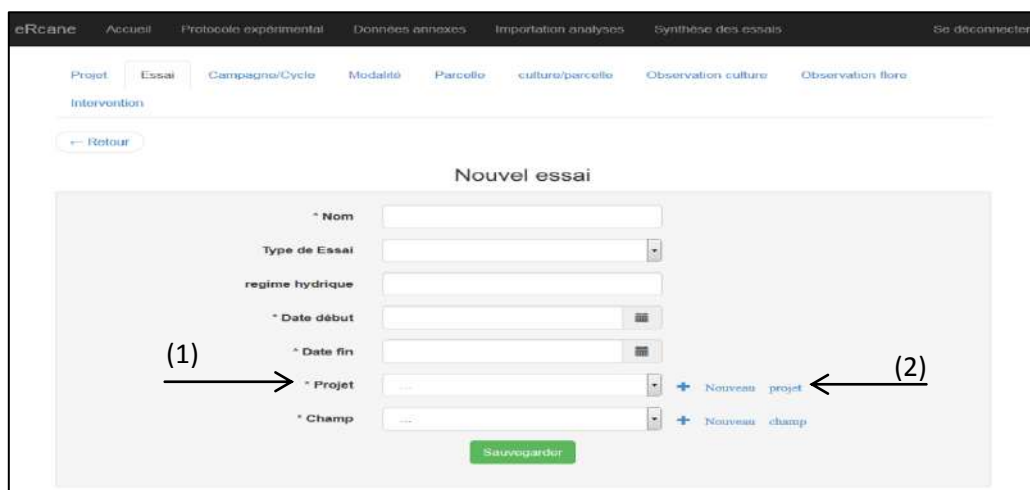 eRcane Accueil Protocole expérimental Données annexes Importation analyses Synthèse des essais Se déconnecter
Projet Essai Campagne/Cycle Modalité Parcelle culture/parcelle Observation culture Observation flore
Intervention
← Retour
Nouvel essai
* Nom
Type de Essai
regime hydrique
* Date début
* Date fin
(1) * Projet ... + Nouveau projet (2)
* Champ ... + Nouveau champ
Sauvegarder